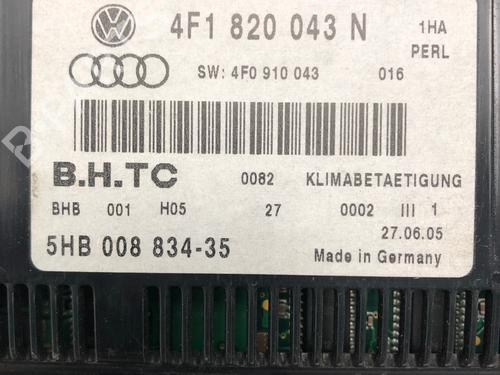 4F1 820 043 N 1HA
PERL
SW: 4F0 910 043 016
B.H.TC 0082 KLIMABETAETIGUNG
BHB 001 H05 27 0002 III 1
27.06.05
5HB 008 834-35 Made in Germany